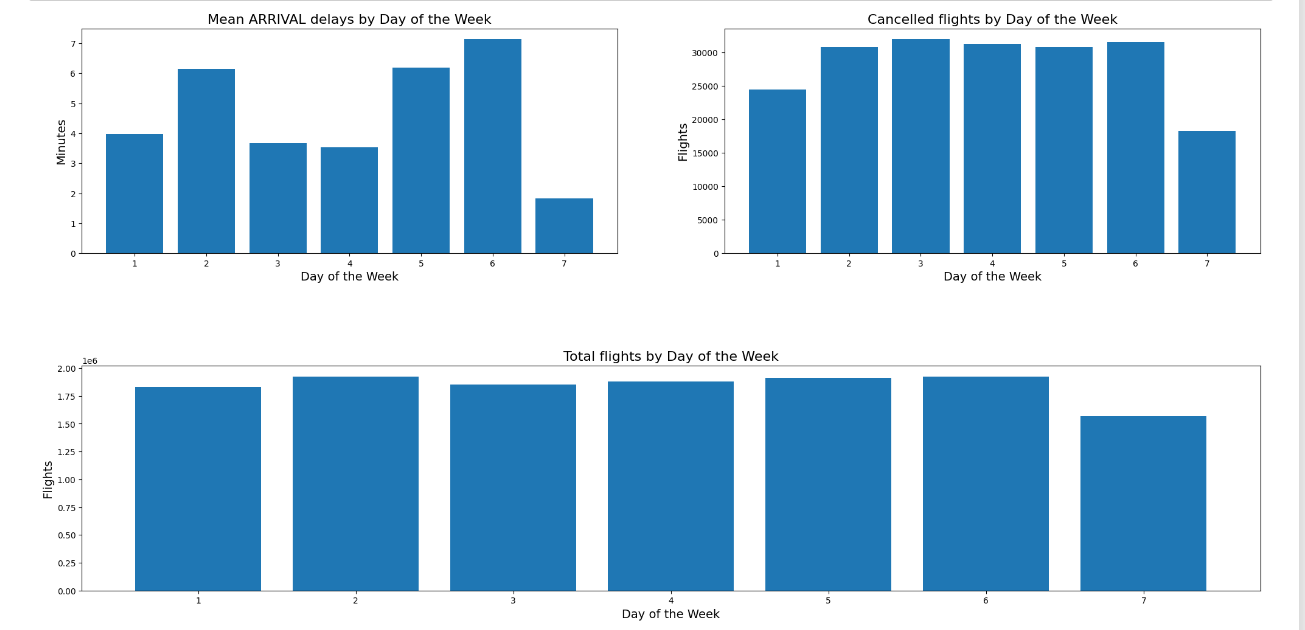 Mean ARRIVAL delays by Day of the Week
7
6
5
4
3
2
1
0
Minutes
1 2 3 4 5 6 7
Day of the Week
Cancelled flights by Day of the Week
30000
25000
20000
15000
10000
5000
0
Flights
1 2 3 4 5 6 7
Day of the Week
Total flights by Day of the Week
1e6
2.00
1.75
1.50
1.25
1.00
0.75
0.50
0.25
0.00
Flights
1 2 3 4 5 6 7
Day of the Week